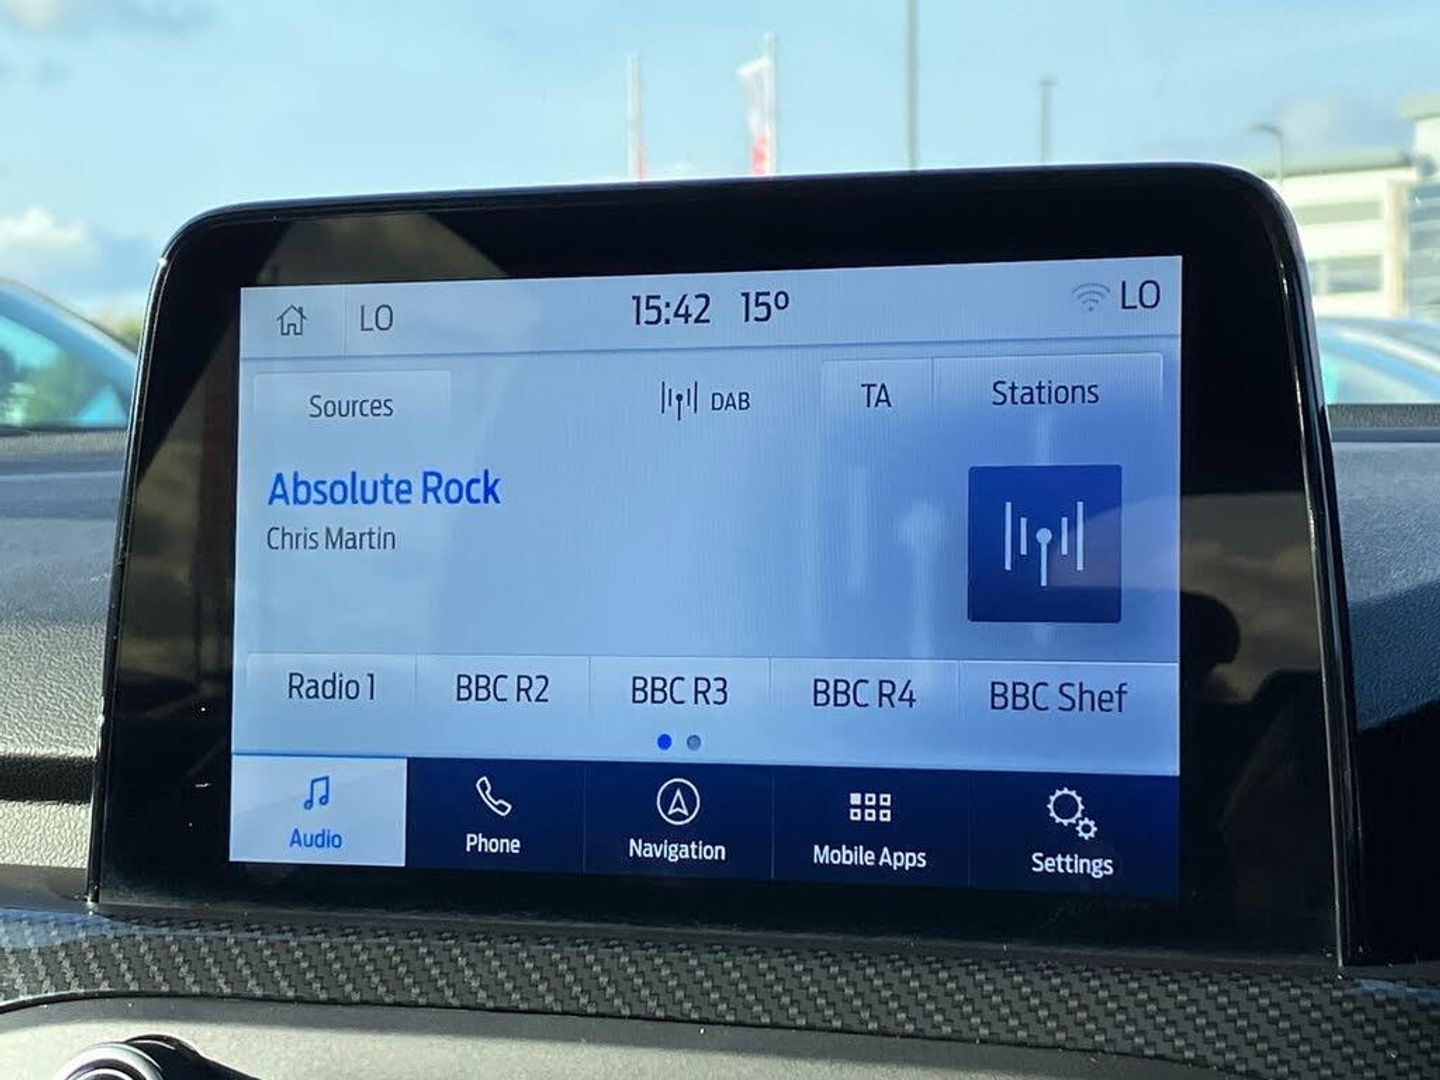 LO 15:42 15º LO
Sources DAB TA Stations
Absolute Rock
Chris Martin
Radio 1 BBC R2 BBC R3 BBC R4 BBC Shef
Audio Phone Navigation Mobile Apps Settings